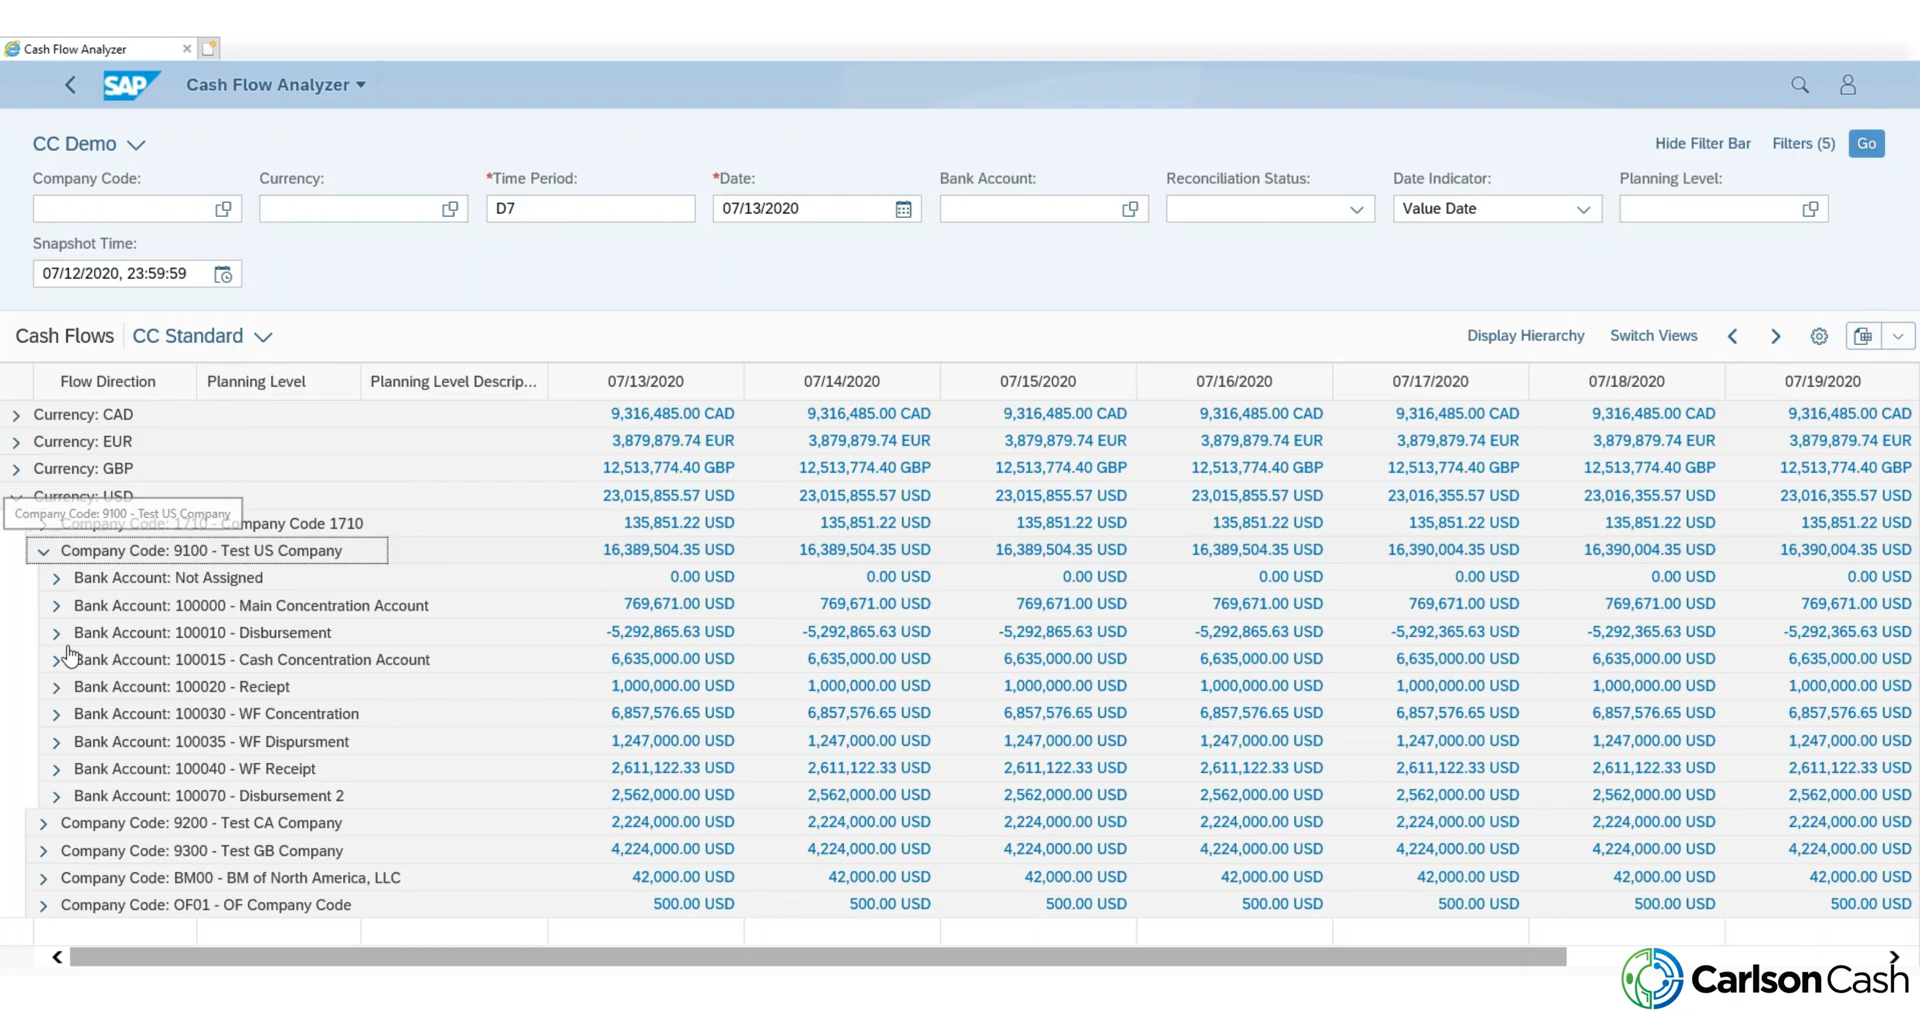 Cash Flow Analyzer
SAP Cash Flow Analyzer
CC Demo Hide Filter Bar Filters (5) Go
Company Code: Currency: *Time Period: *Date: Bank Account: Reconciliation Status: Date Indicator: Planning Level:
D7 07/13/2020 Value Date
Snapshot Time:
07/12/2020, 23:59:59
Cash Flows CC Standard Display Hierarchy Switch Views
Flow Direction Planning Level Planning Level Descrip... 07/13/2020 07/14/2020 07/15/2020 07/16/2020 07/17/2020 07/18/2020 07/19/2020
Currency: CAD 9,316,485.00 CAD 9,316,485.00 CAD 9,316,485.00 CAD 9,316,485.00 CAD 9,316,485.00 CAD 9,316,485.00 CAD 9,316,485.00 CAD
Currency: EUR 3,879,879.74 EUR 3,879,879.74 EUR 3,879,879.74 EUR 3,879,879.74 EUR 3,879,879.74 EUR 3,879,879.74 EUR 3,879,879.74 EUR
Currency: GBP 12,513,774.40 GBP 12,513,774.40 GBP 12,513,774.40 GBP 12,513,774.40 GBP 12,513,774.40 GBP 12,513,774.40 GBP 12,513,774.40 GBP
Currency: USD 23,015,855.57 USD 23,015,855.57 USD 23,015,855.57 USD 23,015,855.57 USD 23,016,355.57 USD 23,016,355.57 USD 23,016,355.57 USD
Company Code: 9100 - Test US Company
Company Code: 1710 - Company Code 1710 135,851.22 USD 135,851.22 USD 135,851.22 USD 135,851.22 USD 135,851.22 USD 135,851.22 USD 135,851.22 USD
Company Code: 9100 - Test US Company 16,389,504.35 USD 16,389,504.35 USD 16,389,504.35 USD 16,389,504.35 USD 16,390,004.35 USD 16,390,004.35 USD 16,390,004.35 USD
Bank Account: Not Assigned 0.00 USD 0.00 USD 0.00 USD 0.00 USD 0.00 USD 0.00 USD 0.00 USD
Bank Account: 100000 - Main Concentration Account 769,671.00 USD 769,671.00 USD 769,671.00 USD 769,671.00 USD 769,671.00 USD 769,671.00 USD 769,671.00 USD
Bank Account: 100010 - Disbursement -5,292,865.63 USD -5,292,865.63 USD -5,292,865.63 USD -5,292,865.63 USD -5,292,365.63 USD -5,292,365.63 USD -5,292,365.63 USD
Bank Account: 100015 - Cash Concentration Account 6,635,000.00 USD 6,635,000.00 USD 6,635,000.00 USD 6,635,000.00 USD 6,635,000.00 USD 6,635,000.00 USD 6,635,000.00 USD
Bank Account: 100020 - Reciept 1,000,000.00 USD 1,000,000.00 USD 1,000,000.00 USD 1,000,000.00 USD 1,000,000.00 USD 1,000,000.00 USD 1,000,000.00 USD
Bank Account: 100030 - WF Concentration 6,857,576.65 USD 6,857,576.65 USD 6,857,576.65 USD 6,857,576.65 USD 6,857,576.65 USD 6,857,576.65 USD 6,857,576.65 USD
Bank Account: 100035 - WF Dispursment 1,247,000.00 USD 1,247,000.00 USD 1,247,000.00 USD 1,247,000.00 USD 1,247,000.00 USD 1,247,000.00 USD 1,247,000.00 USD
Bank Account: 100040 - WF Receipt 2,611,122.33 USD 2,611,122.33 USD 2,611,122.33 USD 2,611,122.33 USD 2,611,122.33 USD 2,611,122.33 USD 2,611,122.33 USD
Bank Account: 100070 - Disbursement 2 2,562,000.00 USD 2,562,000.00 USD 2,562,000.00 USD 2,562,000.00 USD 2,562,000.00 USD 2,562,000.00 USD 2,562,000.00 USD
Company Code: 9200 - Test CA Company 2,224,000.00 USD 2,224,000.00 USD 2,224,000.00 USD 2,224,000.00 USD 2,224,000.00 USD 2,224,000.00 USD 2,224,000.00 USD
Company Code: 9300 - Test GB Company 4,224,000.00 USD 4,224,000.00 USD 4,224,000.00 USD 4,224,000.00 USD 4,224,000.00 USD 4,224,000.00 USD 4,224,000.00 USD
Company Code: BM00 - BM of North America, LLC 42,000.00 USD 42,000.00 USD 42,000.00 USD 42,000.00 USD 42,000.00 USD 42,000.00 USD 42,000.00 USD
Company Code: OF01 - OF Company Code 500.00 USD 500.00 USD 500.00 USD 500.00 USD 500.00 USD 500.00 USD 500.00 USD
Carlson Cash